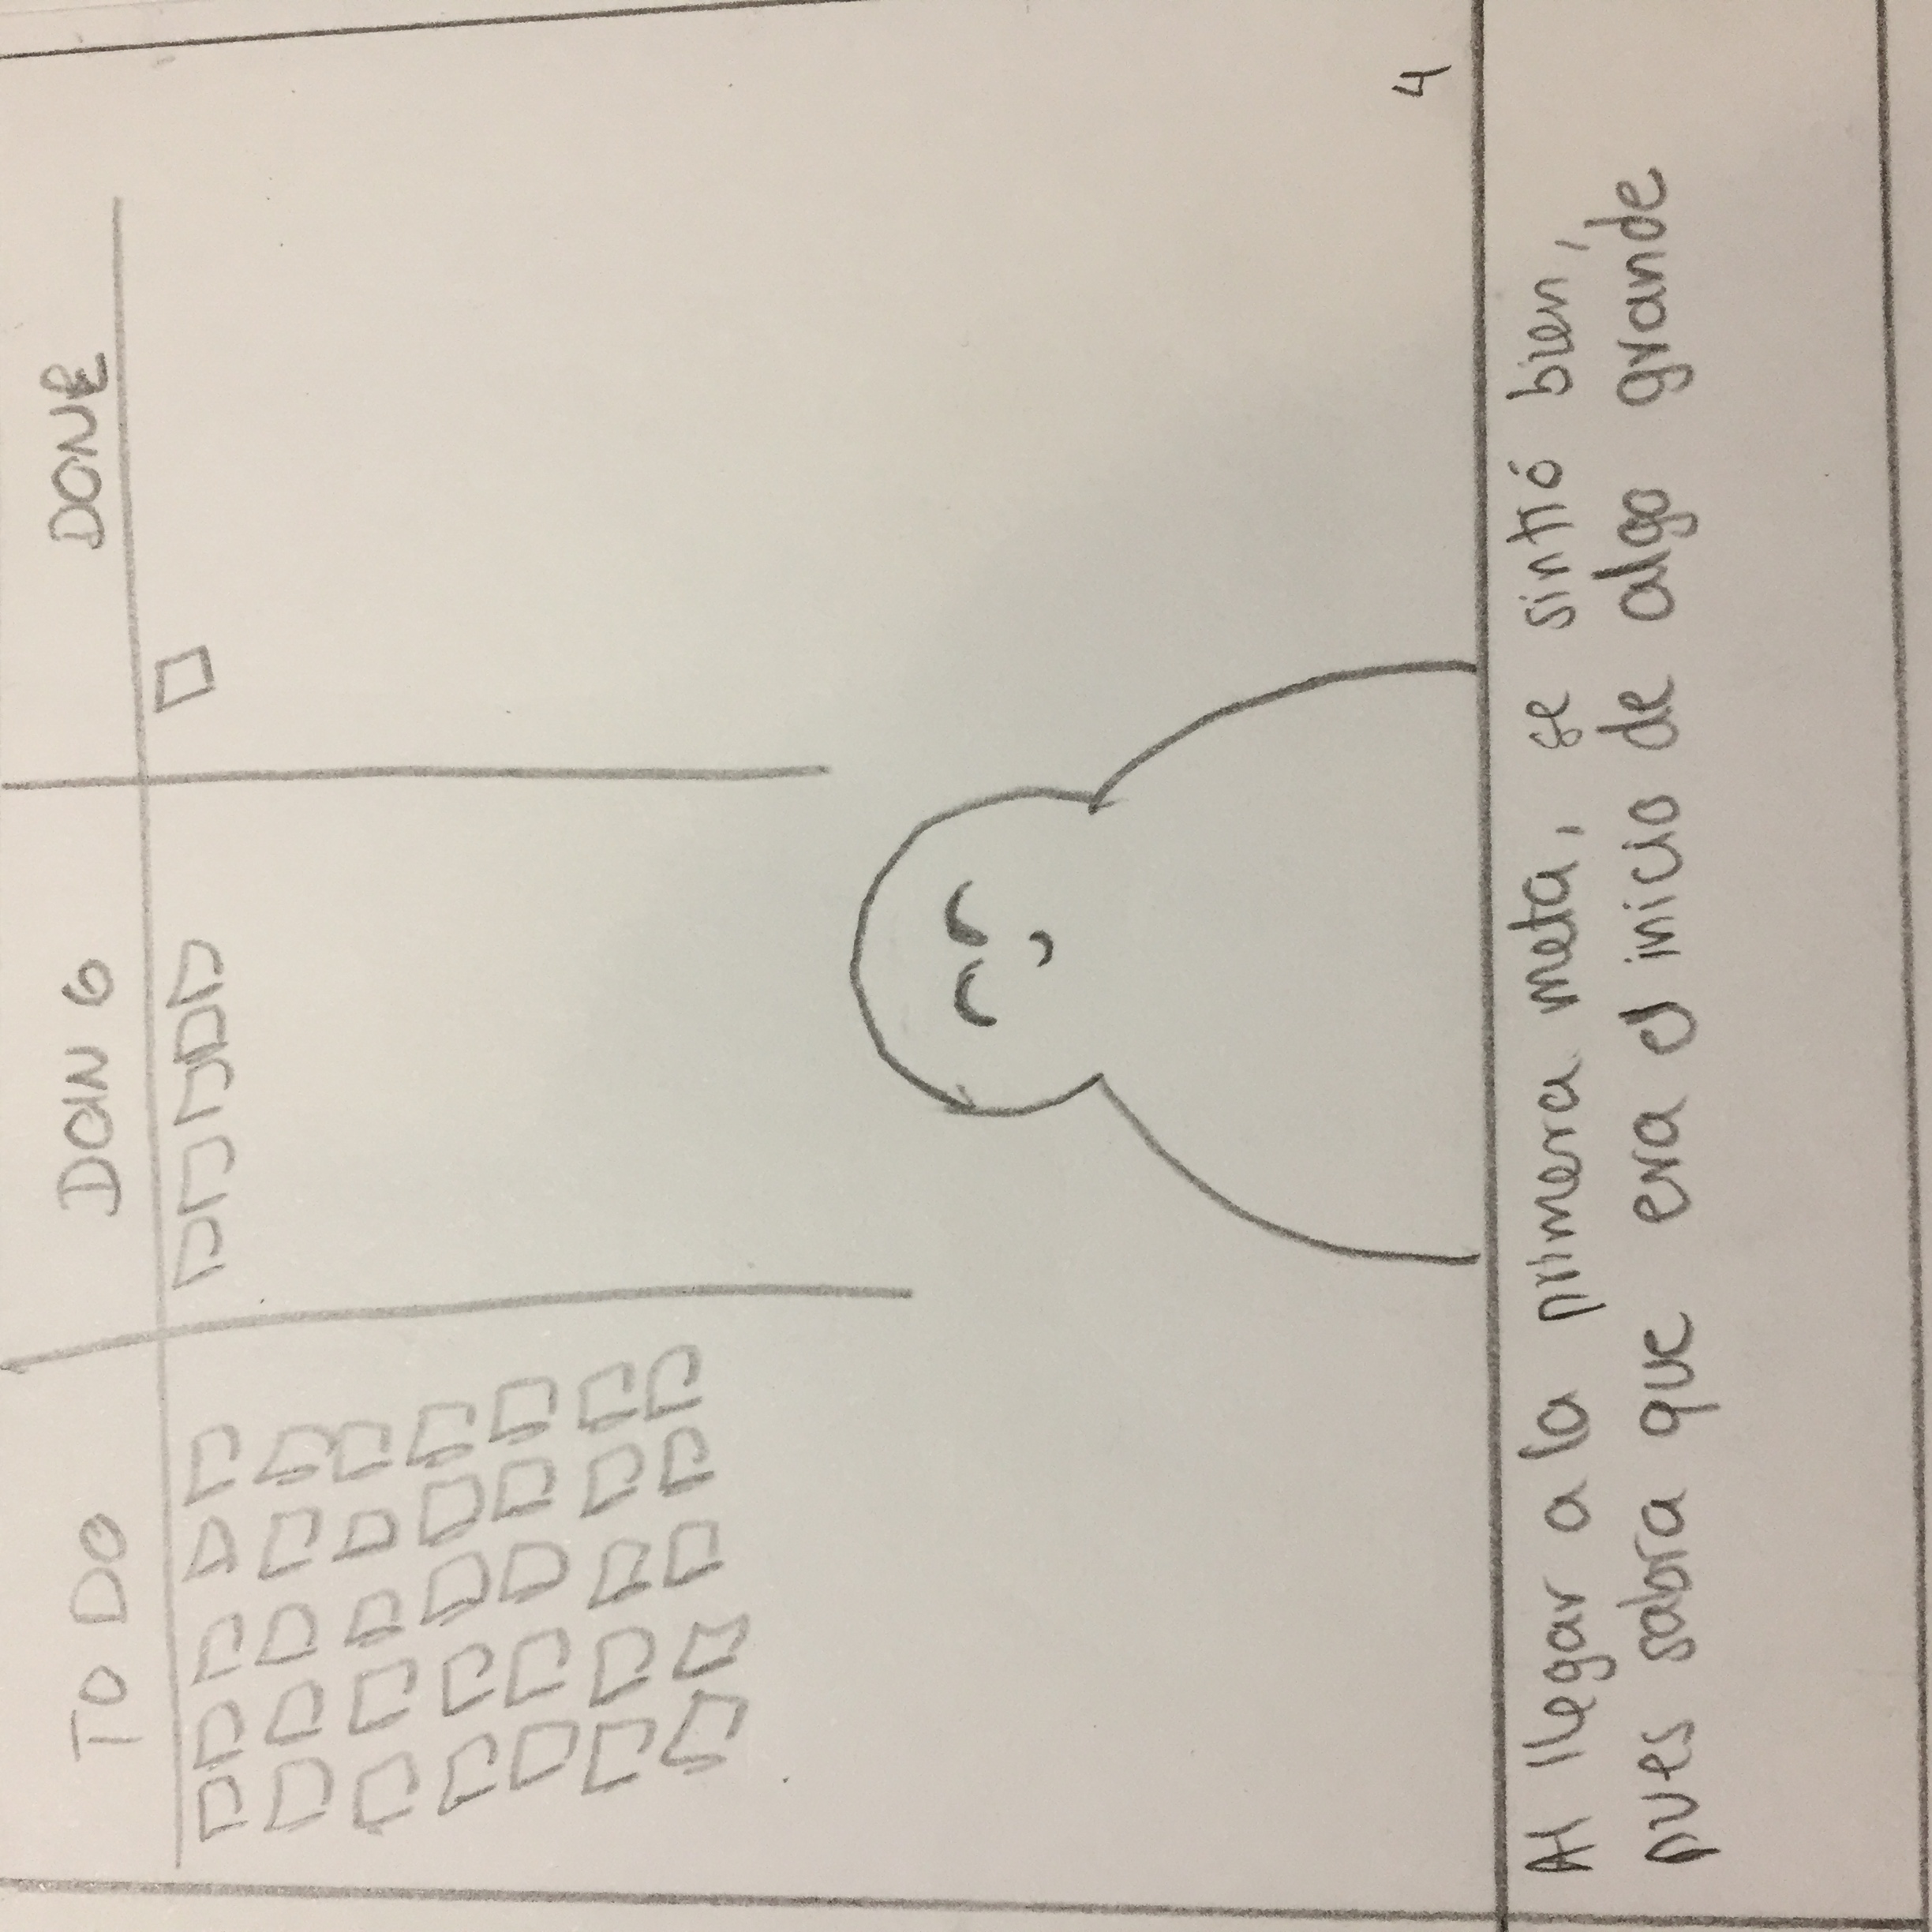 TO DO DOING DONE
4
Al llegar a la primera meta, se sintió bien,
pues sabía que era el inicio de algo grande